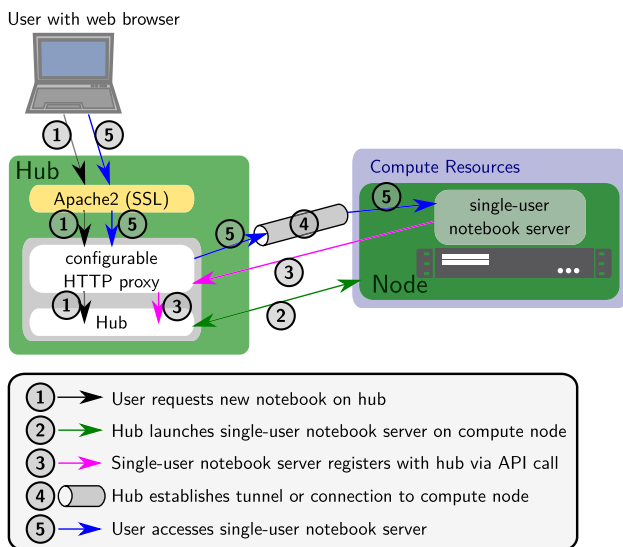 User with web browser
1
5
Hub
Compute Resources
Apache2 (SSL)
1
5
5
4
5
single-user
notebook server
configurable
HTTP proxy
3
Node
1
3
Hub
2
1 User requests new notebook on hub
2 Hub launches single-user notebook server on compute node
3 Single-user notebook server registers with hub via API call
4 Hub establishes tunnel or connection to compute node
5 User accesses single-user notebook server